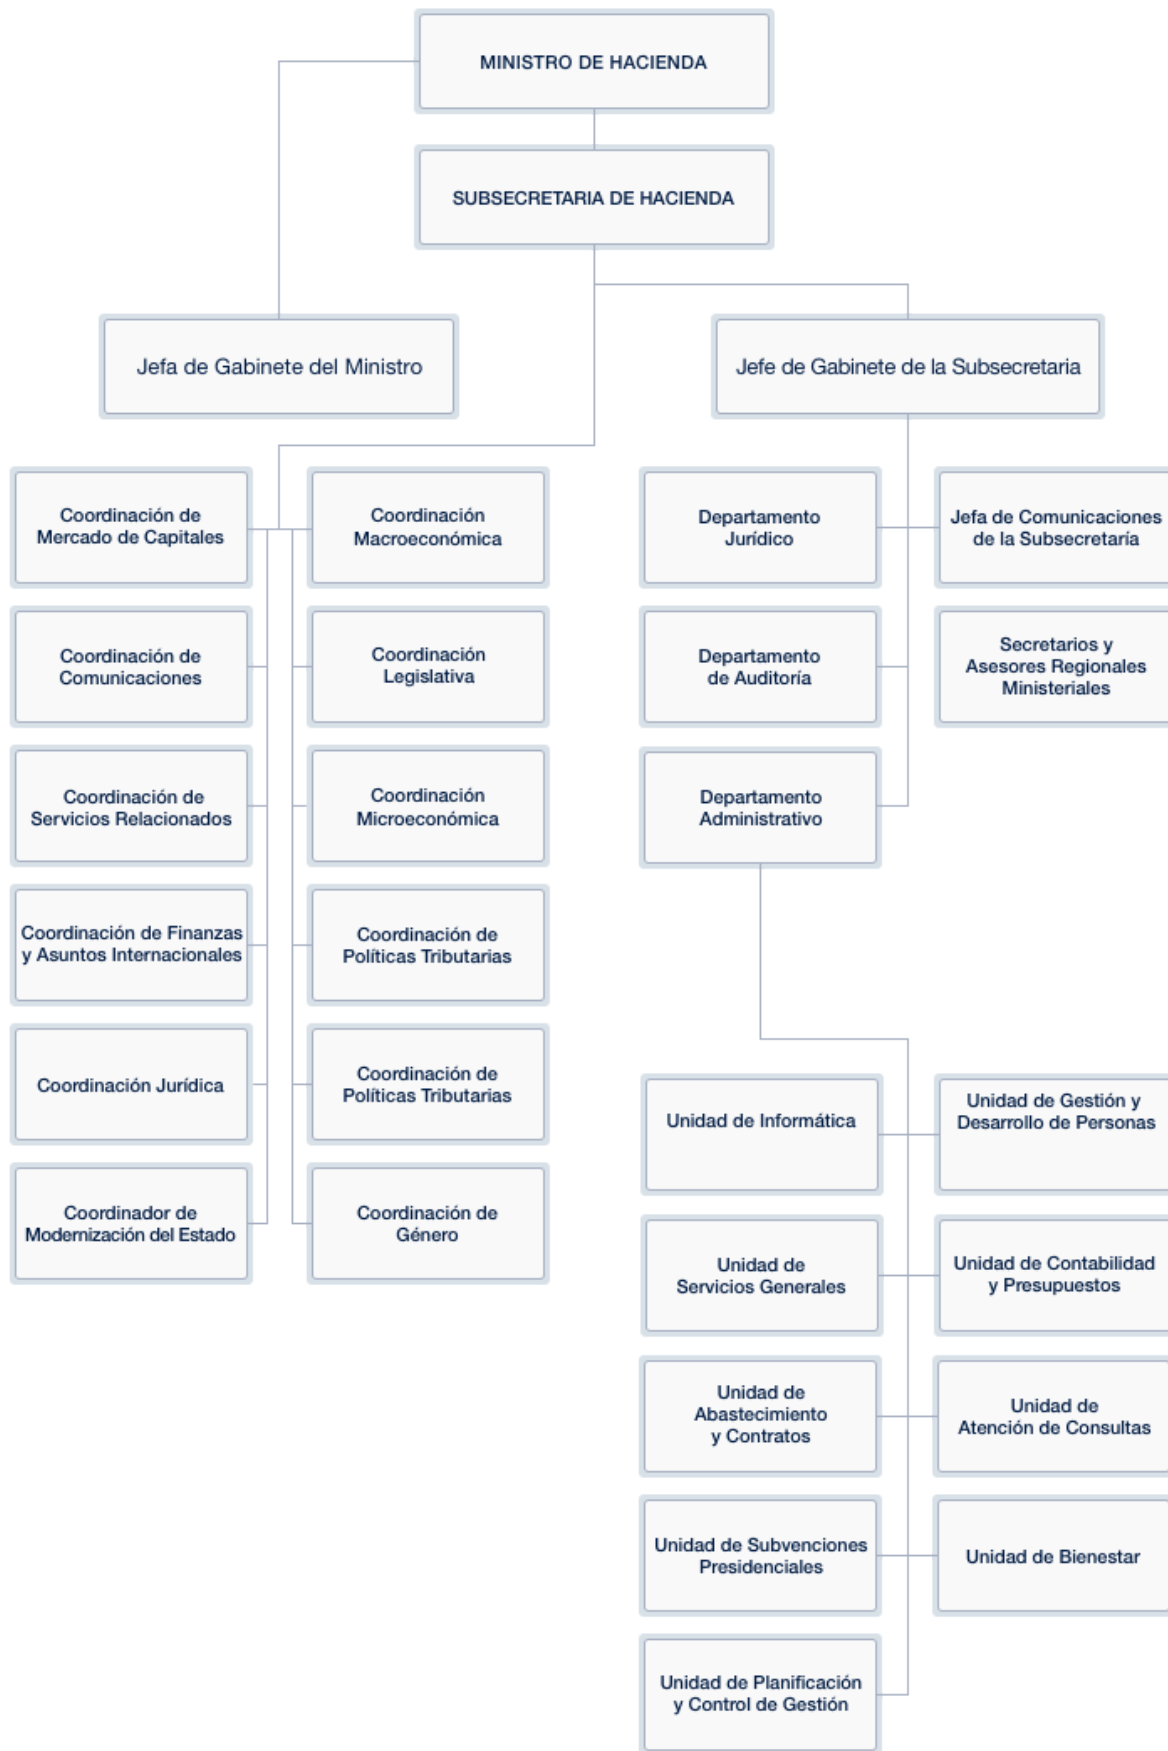 MINISTRO DE HACIENDA
SUBSECRETARIA DE HACIENDA
Jefa de Gabinete del Ministro
Jefe de Gabinete de la Subsecretaria
Coordinación de
Mercado de Capitales
Coordinación
Macroeconómica
Coordinación de
Comunicaciones
Coordinación
Legislativa
Coordinación de
Servicios Relacionados
Coordinación
Microeconómica
Coordinación de Finanzas
y Asuntos Internacionales
Coordinación de
Políticas Tributarias
Coordinación Jurídica
Coordinación de
Políticas Tributarias
Coordinador de
Modernización del Estado
Coordinación de
Género
Departamento
Jurídico
Jefa de Comunicaciones
de la Subsecretaría
Departamento
de Auditoría
Secretarios y
Asesores Regionales
Ministeriales
Departamento
Administrativo
Unidad de Informática
Unidad de Gestión y
Desarrollo de Personas
Unidad de
Servicios Generales
Unidad de Contabilidad
y Presupuestos
Unidad de
Abastecimiento
y Contratos
Unidad de
Atención de Consultas
Unidad de Subvenciones
Presidenciales
Unidad de Bienestar
Unidad de Planificación
y Control de Gestión